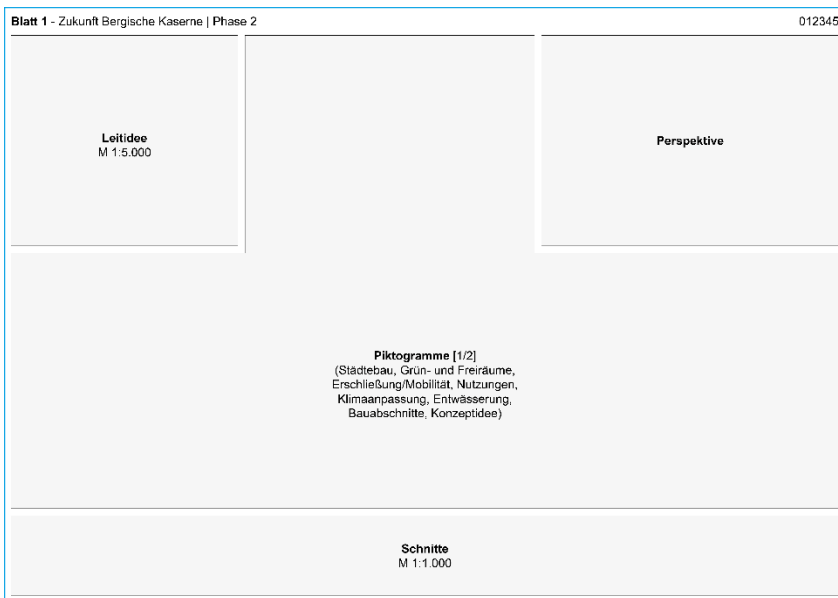 Blatt 1 - Zukunft Bergische Kaserne | Phase 2
012345
Leitidee
M 1:5.000
Perspektive
Piktogramme [1/2]
(Städtebau, Grün- und Freiräume,
Erschließung/Mobilität, Nutzungen,
Klimaanpassung, Entwässerung,
Bauabschnitte, Konzeptidee)
Schnitte
M 1:1.000